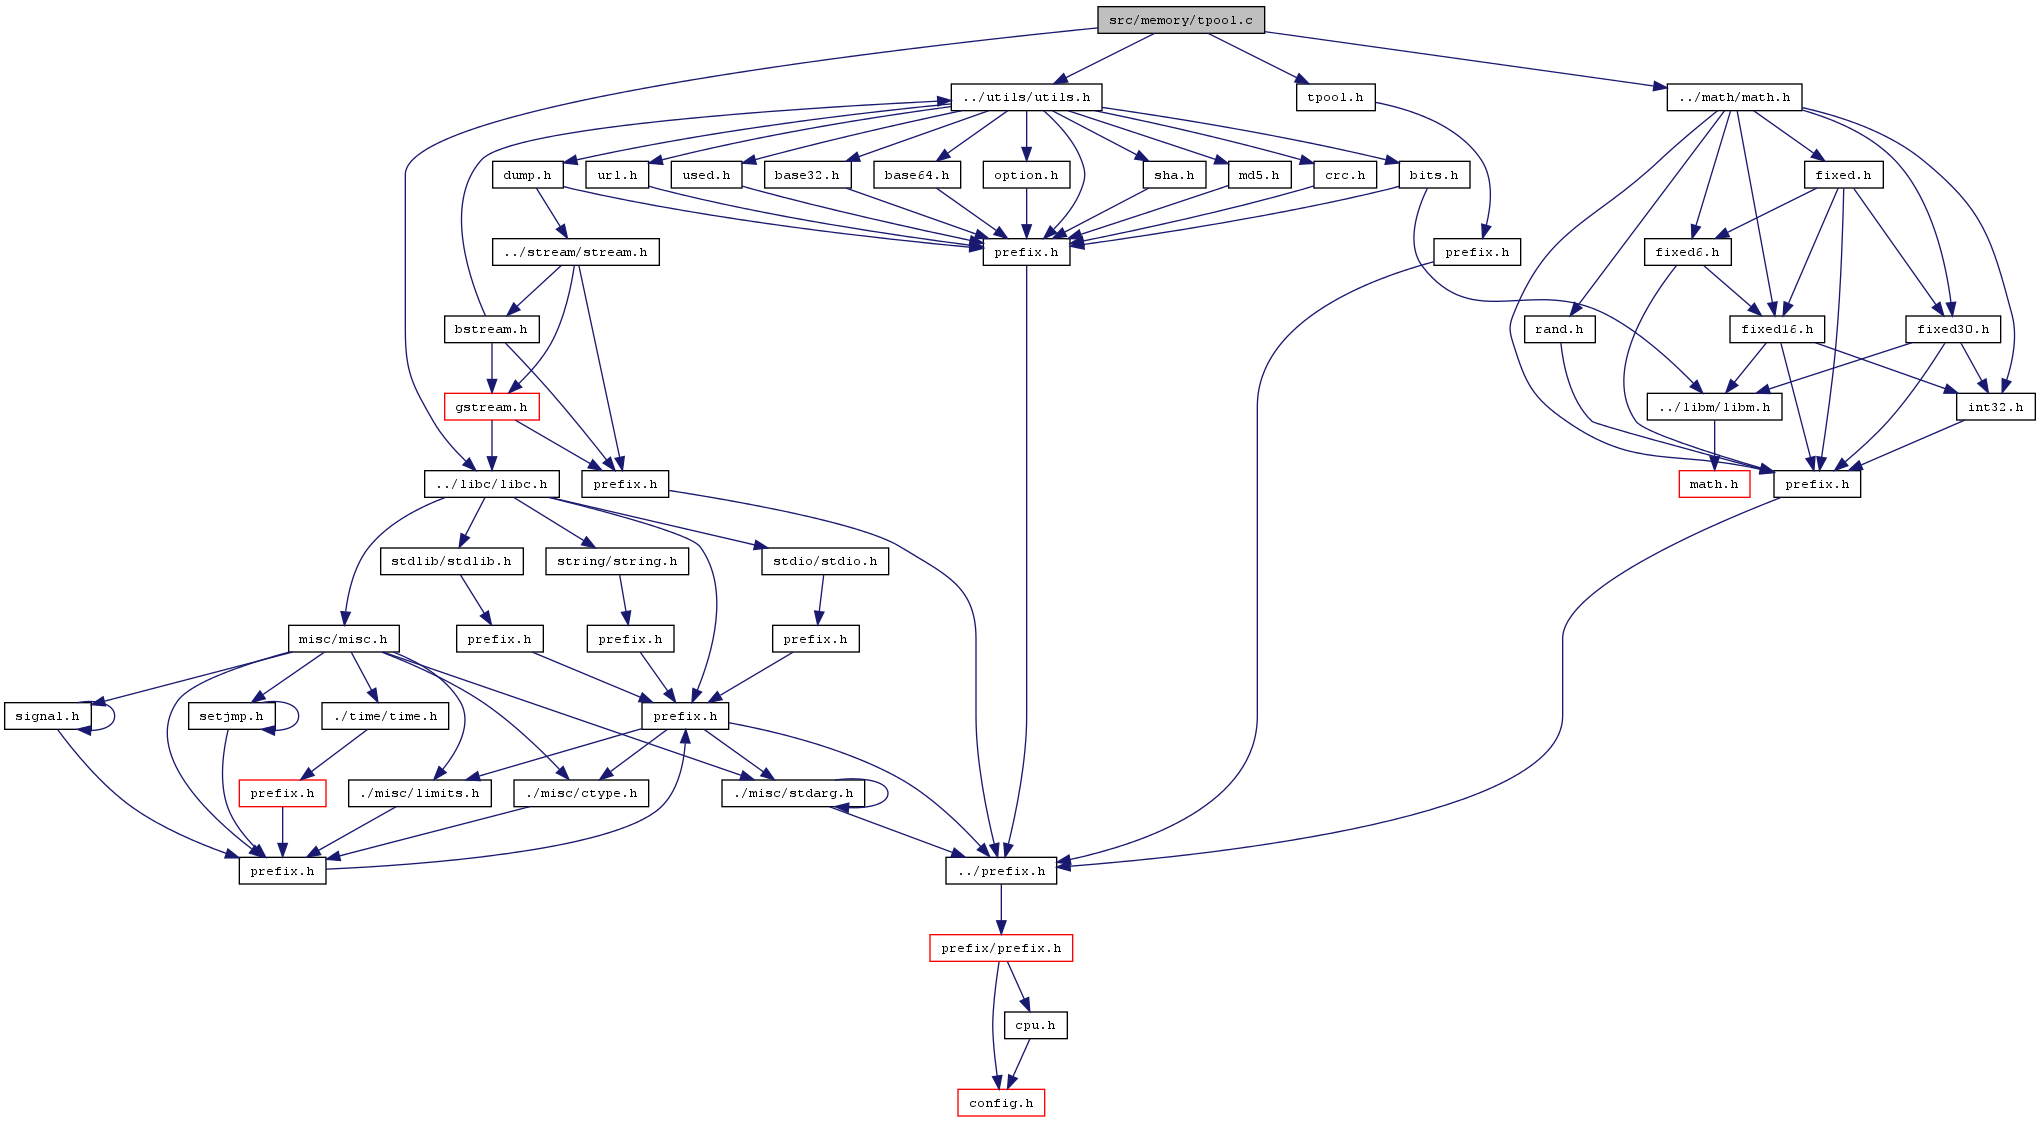 src/memory/tpool.c
../utils/utils.h
tpool.h
../math/math.h
dump.h
url.h
used.h
base32.h
base64.h
option.h
sha.h
md5.h
crc.h
bits.h
fixed.h
../stream/stream.h
prefix.h
prefix.h
fixed6.h
bstream.h
rand.h
fixed16.h
fixed30.h
gstream.h
../libm/libm.h
int32.h
../libc/libc.h
prefix.h
math.h
prefix.h
stdlib/stdlib.h
string/string.h
stdio/stdio.h
misc/misc.h
prefix.h
prefix.h
prefix.h
signal.h
setjmp.h
./time/time.h
prefix.h
prefix.h
./misc/limits.h
./misc/ctype.h
./misc/stdarg.h
prefix.h
../prefix.h
prefix/prefix.h
cpu.h
config.h